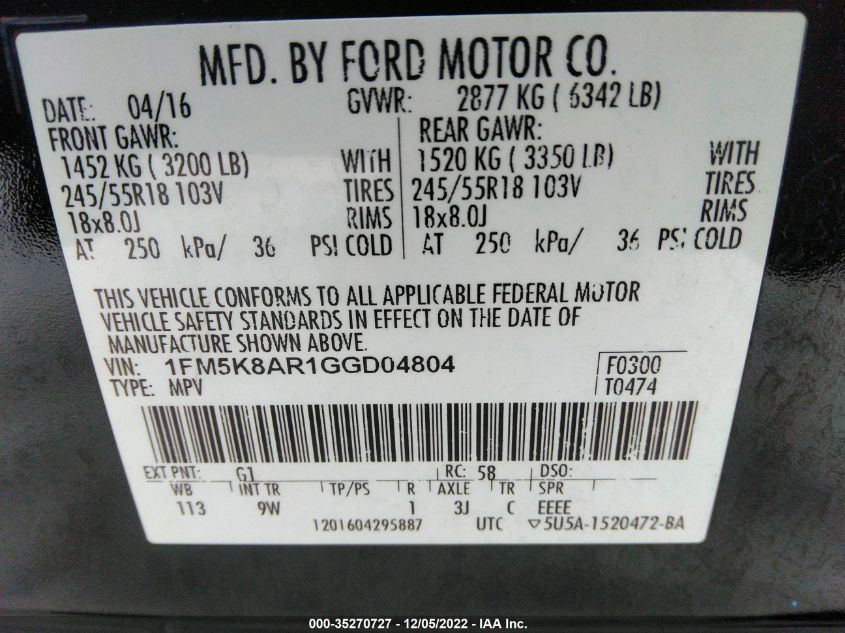 MFD. BY FORD MOTOR CO.
DATE: 04/16 GVWR: 2877 KG ( 6342 LB)
FRONT GAWR: REAR GAWR:
1452 KG ( 3200 LB) WITH 1520 KG ( 3350 LB) WITH
245/55R18 103V TIRES 245/55R18 103V TIRES
18x8.0J RIMS 18x8.0J RIMS
AT 250 kPa/ 36 PSI COLD AT 250 kPa/ 36 PSI COLD
THIS VEHICLE CONFORMS TO ALL APPLICABLE FEDERAL MOTOR
VEHICLE SAFETY STANDARDS IN EFFECT ON THE DATE OF
MANUFACTURE SHOWN ABOVE.
VIN: 1FM5K8AR1GGD04804 F0300
TYPE: MPV T0474
EXT PNT: G1 RC: 58 DSO:
WB INT TR TP/PS R AXLE TR SPR
113 9W 1 3J C EEEE
1201604295887 UTC ▽5U5A-1520472-BA
000-35270727 - 12/05/2022 - IAA Inc.